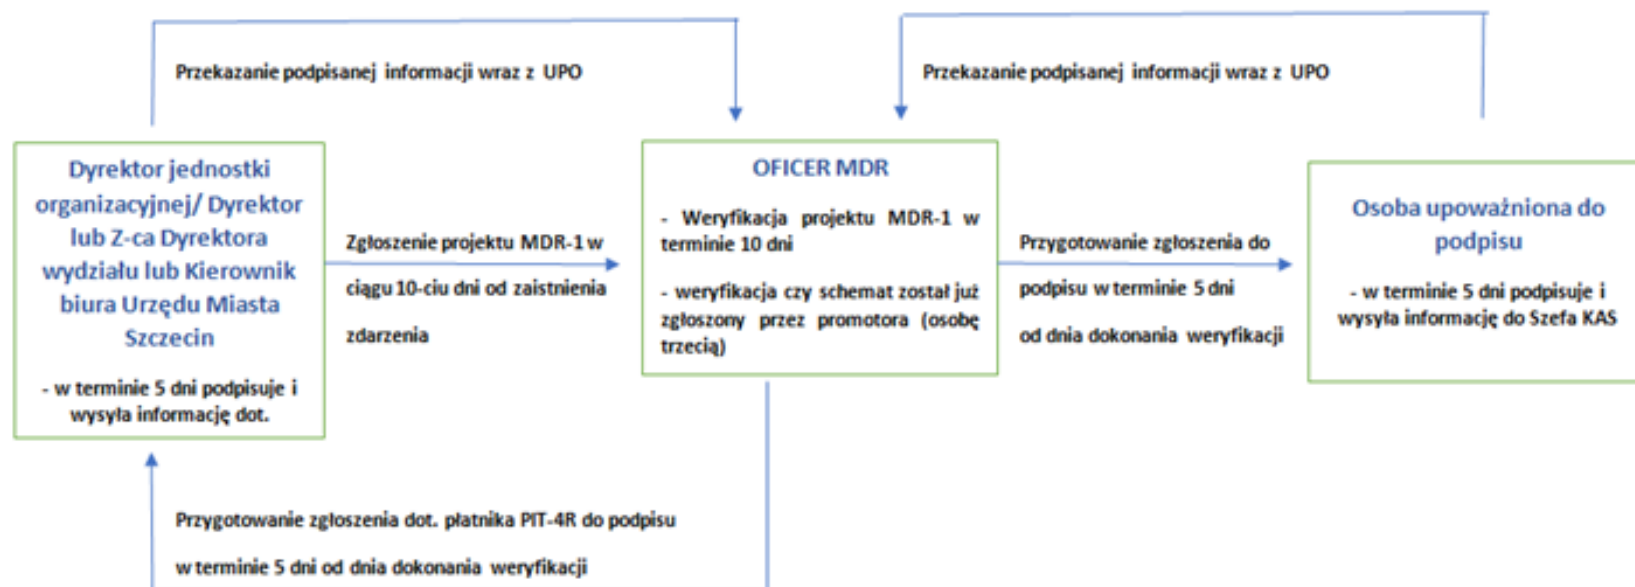 Przekazanie podpisanej informacji wraz z UPO
Przekazanie podpisanej informacji wraz z UPO
Dyrektor jednostki
organizacyjnej/ Dyrektor
lub Z-ca Dyrektora
wydziału lub Kierownik
biura Urzędu Miasta
Szczecin
- w terminie 5 dni podpisuje i
wysyła informację dot.
Zgłoszenie projektu MDR-1 w
ciągu 10-ciu dni od zaistnienia
zdarzenia
OFICER MDR
- Weryfikacja projektu MDR-1 w
terminie 10 dni
- weryfikacja czy schemat został już
zgłoszony przez promotora (osobę
trzecią)
Przygotowanie zgłoszenia do
podpisu w terminie 5 dni
od dnia dokonania weryfikacji
Osoba upoważniona do
podpisu
- w terminie 5 dni podpisuje i
wysyła informację do Szefa KAS
Przygotowanie zgłoszenia dot. płatnika PIT-4R do podpisu
w terminie 5 dni od dnia dokonania weryfikacji